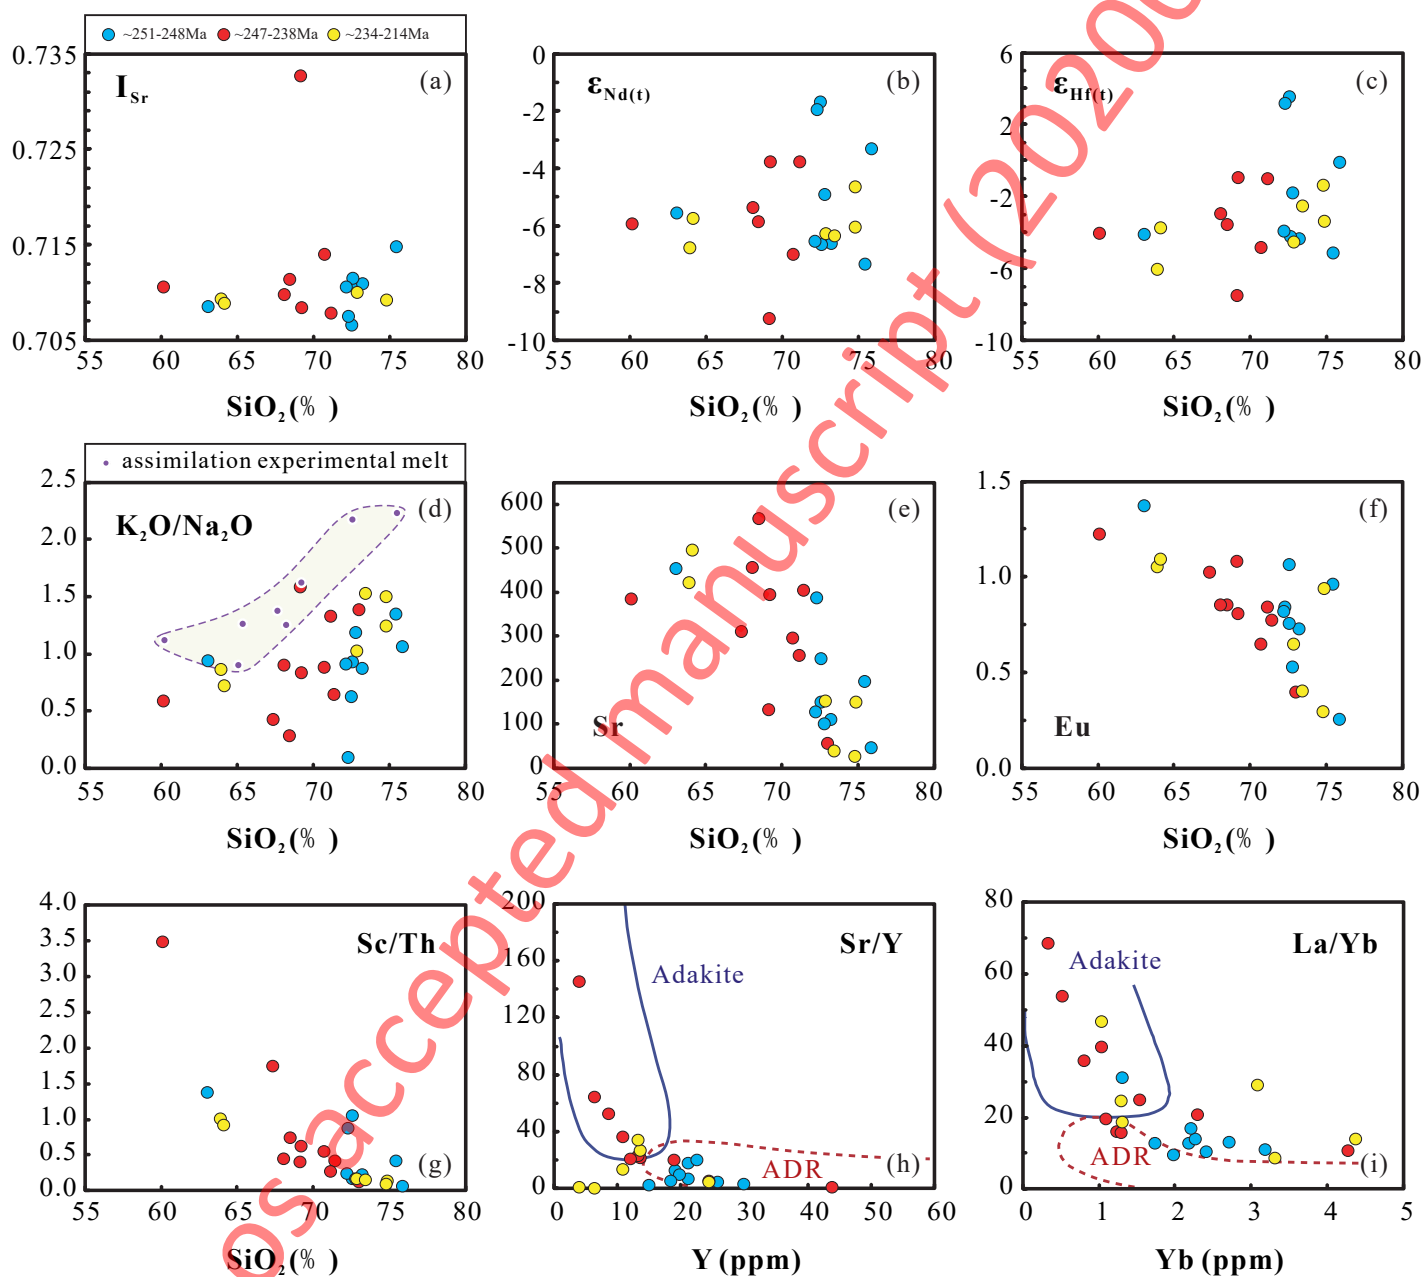 ~251-248Ma ~247-238Ma ~234-214Ma
0.735
0.725
0.715
0.705
I Sr
(a)
55 60 65 70 75 80
SiO₂(% )
0
-2
-4
-6
-8
-10
εNd(t)
(b)
55 60 65 70 75 80
SiO₂(% )
6
2
-2
-6
-10
εHf(t)
(c)
55 60 65 70 75 80
SiO₂(% )
assimilation experimental melt
2.5
2.0
1.5
1.0
0.5
0.0
K₂O/Na₂O
(d)
55 60 65 70 75 80
SiO₂(% )
600
500
400
300
200
100
0
Sr
(e)
55 60 65 70 75 80
SiO₂(% )
1.5
1.0
0.5
0.0
Eu
(f)
55 60 65 70 75 80
SiO₂(% )
4.0
3.5
3.0
2.5
2.0
1.5
1.0
0.5
0.0
Sc/Th
(g)
55 60 65 70 75 80
SiO₂(% )
200
160
120
80
40
0
Sr/Y
Adakite
ADR
(h)
0 10 20 30 40 50 60
Y (ppm)
80
60
40
20
0
La/Yb
Adakite
ADR
(i)
0 1 2 3 4 5
Yb (ppm)
os accepted manuscript (202